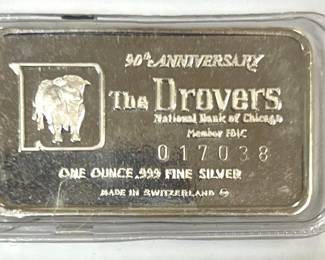 90th ANNIVERSARY
The Drovers
National Bank of Chicago
Member FDIC
017038
ONE OUNCE .999 FINE SILVER
MADE IN SWITZERLAND